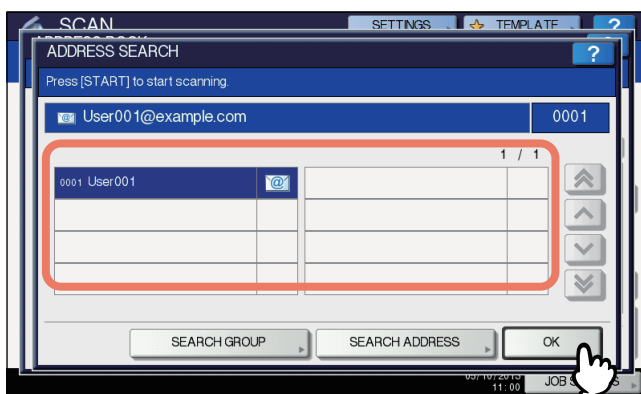 SCAN
SETTINGS
TEMPLATE
?
ADDRESS SEARCH
?
Press [START] to start scanning.
@ User001@example.com
0001
1 / 1
0001 User001
@
SEARCH GROUP
SEARCH ADDRESS
OK
11:00
JOB